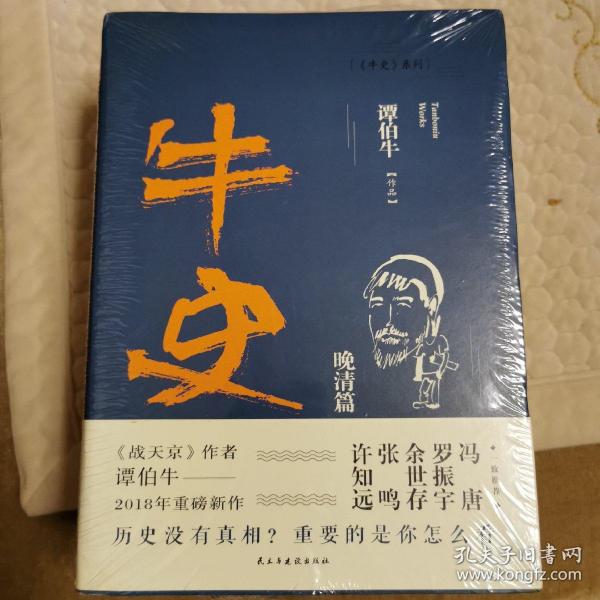 〔《牛史》系列〕
谭伯牛
【作品】
Tanboniu
Works
牛史
晚清篇
《战天京》作者
谭伯牛——
2018年重磅新作
冯唐
罗振宇
余世存
张鸣
许知远
一致推荐
历史没有真相？重要的是你怎么看
民主与建设出版社
孔夫子旧书网
www.kongfz.com